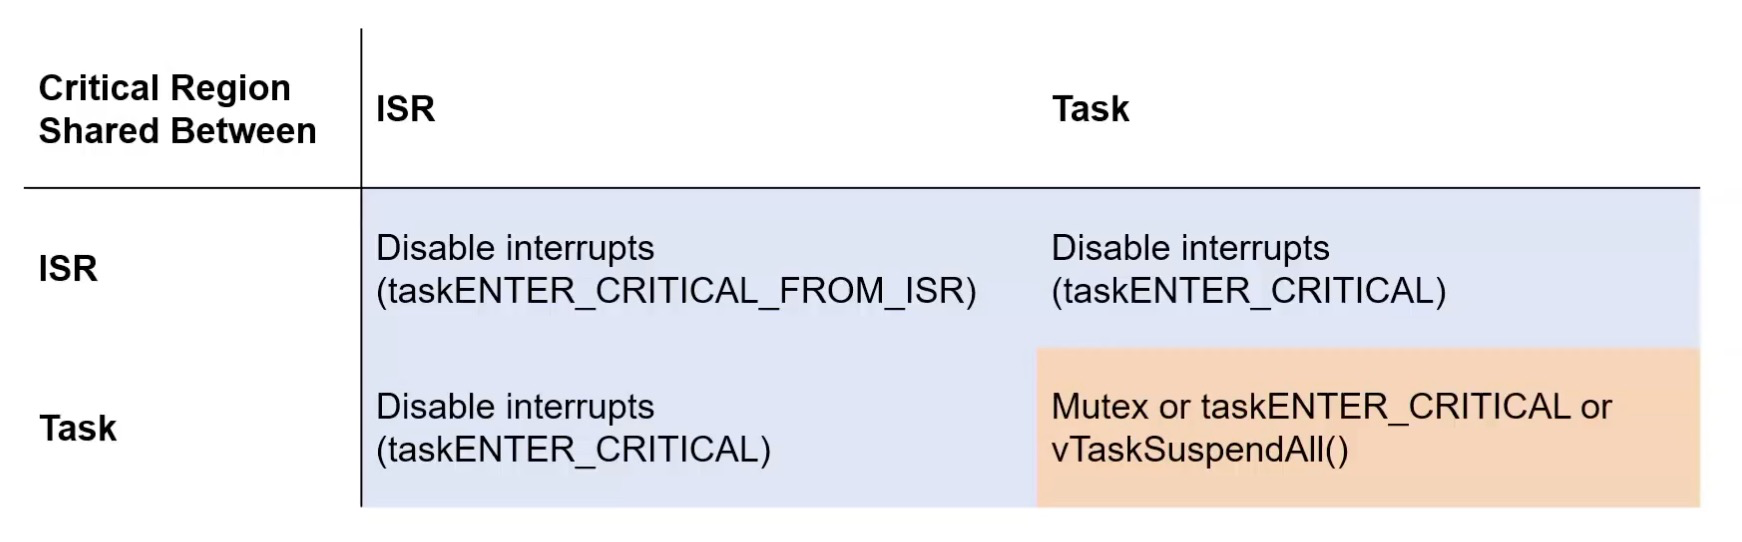 Critical Region
Shared Between
ISR
Task
ISR
Disable interrupts
(taskENTER_CRITICAL_FROM_ISR)
Disable interrupts
(taskENTER_CRITICAL)
Task
Disable interrupts
(taskENTER_CRITICAL)
Mutex or taskENTER_CRITICAL or
vTaskSuspendAll()